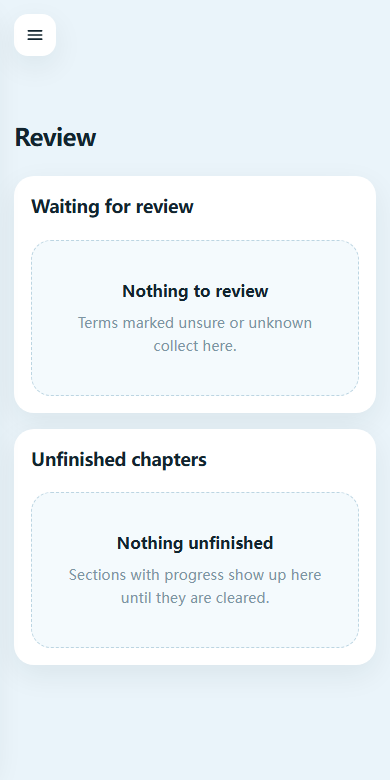 Review
Waiting for review
Nothing to review
Terms marked unsure or unknown
collect here.
Unfinished chapters
Nothing unfinished
Sections with progress show up here
until they are cleared.